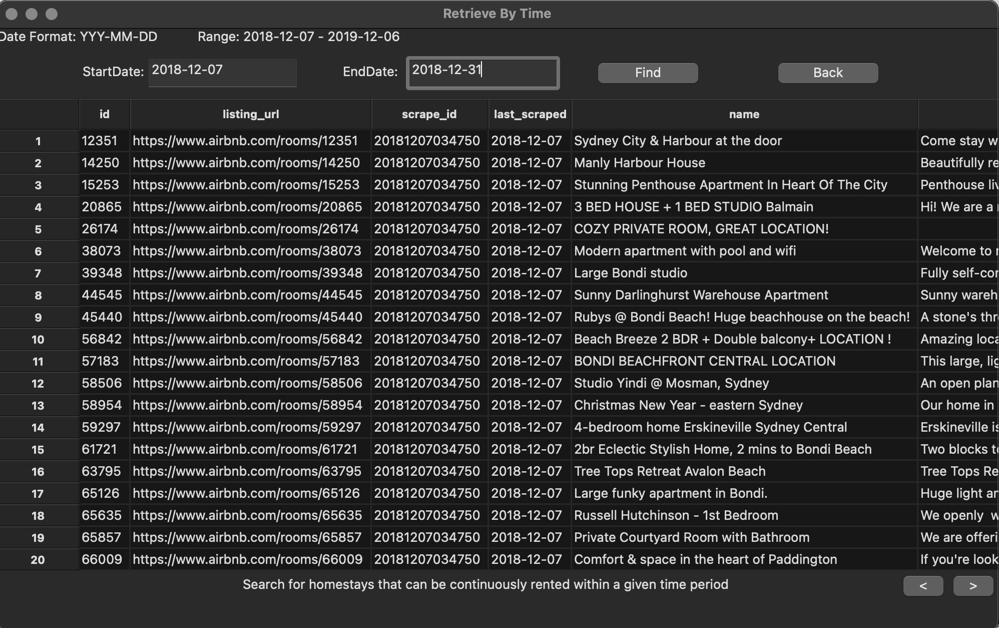 Retrieve By Time
Date Format: YYY-MM-DD Range: 2018-12-07 - 2019-12-06
StartDate: 2018-12-07 EndDate: 2018-12-31 Find Back
id listing_url scrape_id last_scraped name
1 12351 https://www.airbnb.com/rooms/12351 20181207034750 2018-12-07 Sydney City & Harbour at the door Come stay w
2 14250 https://www.airbnb.com/rooms/14250 20181207034750 2018-12-07 Manly Harbour House Beautifully re
3 15253 https://www.airbnb.com/rooms/15253 20181207034750 2018-12-07 Stunning Penthouse Apartment In Heart Of The City Penthouse liv
4 20865 https://www.airbnb.com/rooms/20865 20181207034750 2018-12-07 3 BED HOUSE + 1 BED STUDIO Balmain Hi! We are a
5 26174 https://www.airbnb.com/rooms/26174 20181207034750 2018-12-07 COZY PRIVATE ROOM, GREAT LOCATION!
6 38073 https://www.airbnb.com/rooms/38073 20181207034750 2018-12-07 Modern apartment with pool and wifi Welcome to
7 39348 https://www.airbnb.com/rooms/39348 20181207034750 2018-12-07 Large Bondi studio Fully self-con
8 44545 https://www.airbnb.com/rooms/44545 20181207034750 2018-12-07 Sunny Darlinghurst Warehouse Apartment Sunny wareh
9 45440 https://www.airbnb.com/rooms/45440 20181207034750 2018-12-07 Rubys @ Bondi Beach! Huge beachhouse on the beach! A stone's thr
10 56842 https://www.airbnb.com/rooms/56842 20181207034750 2018-12-07 Beach Breeze 2 BDR + Double balcony+ LOCATION ! Amazing loca
11 57183 https://www.airbnb.com/rooms/57183 20181207034750 2018-12-07 BONDI BEACHFRONT CENTRAL LOCATION This large, lig
12 58506 https://www.airbnb.com/rooms/58506 20181207034750 2018-12-07 Studio Yindi @ Mosman, Sydney An open plan
13 58954 https://www.airbnb.com/rooms/58954 20181207034750 2018-12-07 Christmas New Year - eastern Sydney Our home in
14 59297 https://www.airbnb.com/rooms/59297 20181207034750 2018-12-07 4-bedroom home Erskineville Sydney Central Erskineville is
15 61721 https://www.airbnb.com/rooms/61721 20181207034750 2018-12-07 2br Eclectic Stylish Home, 2 mins to Bondi Beach Two blocks to
16 63795 https://www.airbnb.com/rooms/63795 20181207034750 2018-12-07 Tree Tops Retreat Avalon Beach Tree Tops Re
17 65126 https://www.airbnb.com/rooms/65126 20181207034750 2018-12-07 Large funky apartment in Bondi. Huge light an
18 65635 https://www.airbnb.com/rooms/65635 20181207034750 2018-12-07 Russell Hutchinson - 1st Bedroom We openly w
19 65857 https://www.airbnb.com/rooms/65857 20181207034750 2018-12-07 Private Courtyard Room with Bathroom We are offeri
20 66009 https://www.airbnb.com/rooms/66009 20181207034750 2018-12-07 Comfort & space in the heart of Paddington If you're look
Search for homestays that can be continuously rented within a given time period < >